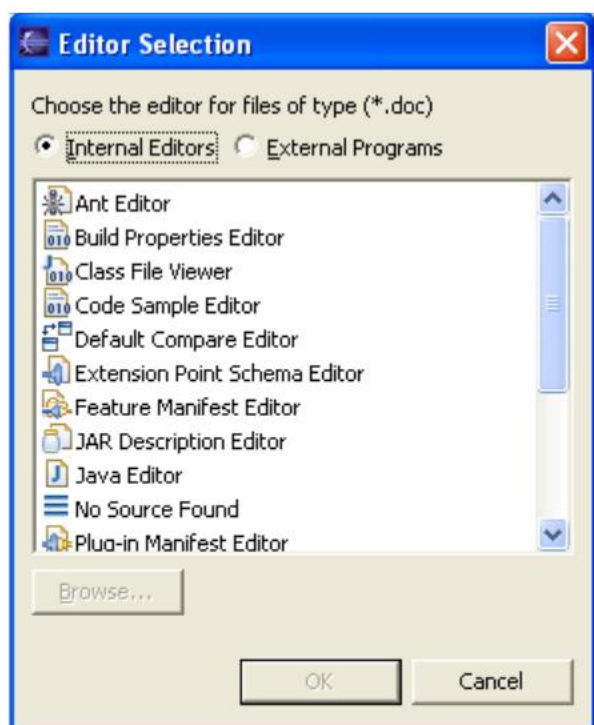 Editor Selection
Choose the editor for files of type (*.doc)
Internal Editors External Programs
Ant Editor
Build Properties Editor
Class File Viewer
Code Sample Editor
Default Compare Editor
Extension Point Schema Editor
Feature Manifest Editor
JAR Description Editor
Java Editor
No Source Found
Plug-in Manifest Editor
Browse...
OK Cancel